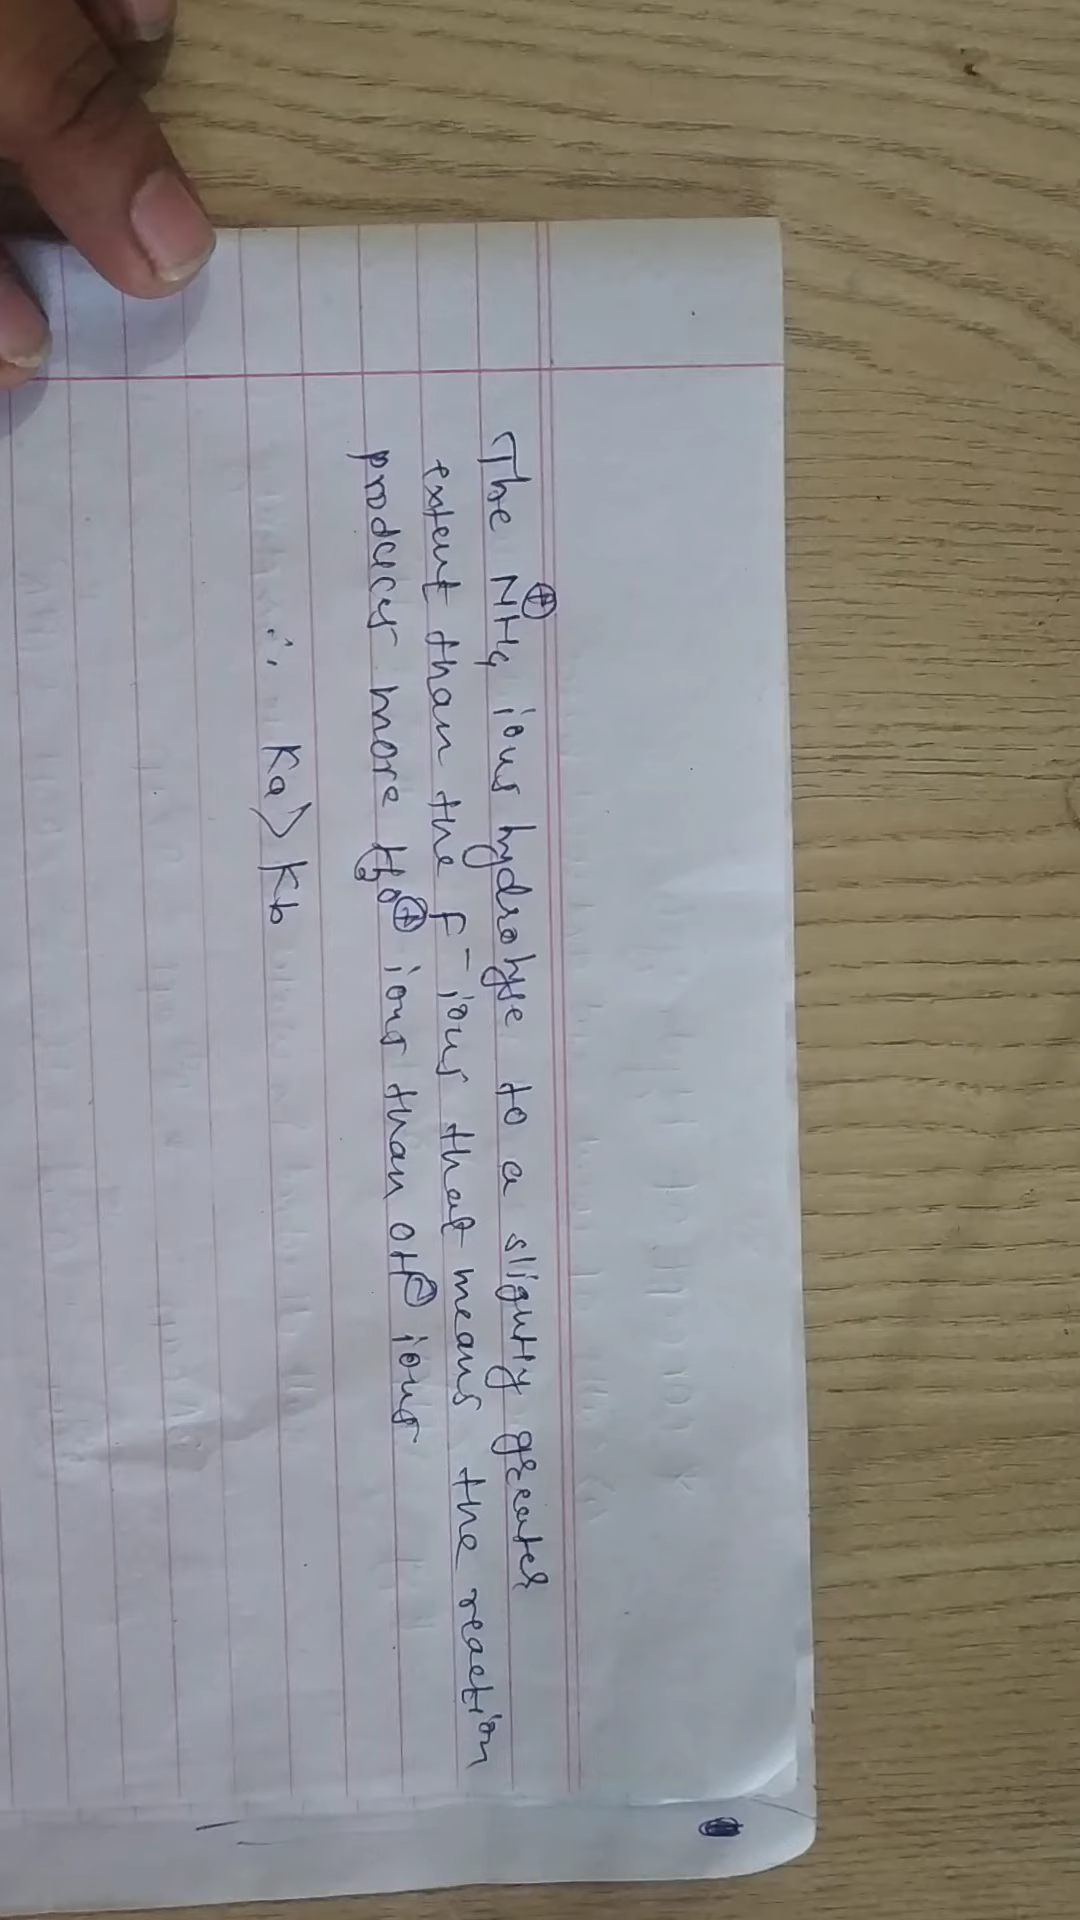 The NH4⊕ ions hydrolyse to a slightly greater
extent than the F⁻ ions that means the reaction
produces more H3O⊕ ions than OH⊖ ions
∴ Ka > Kb